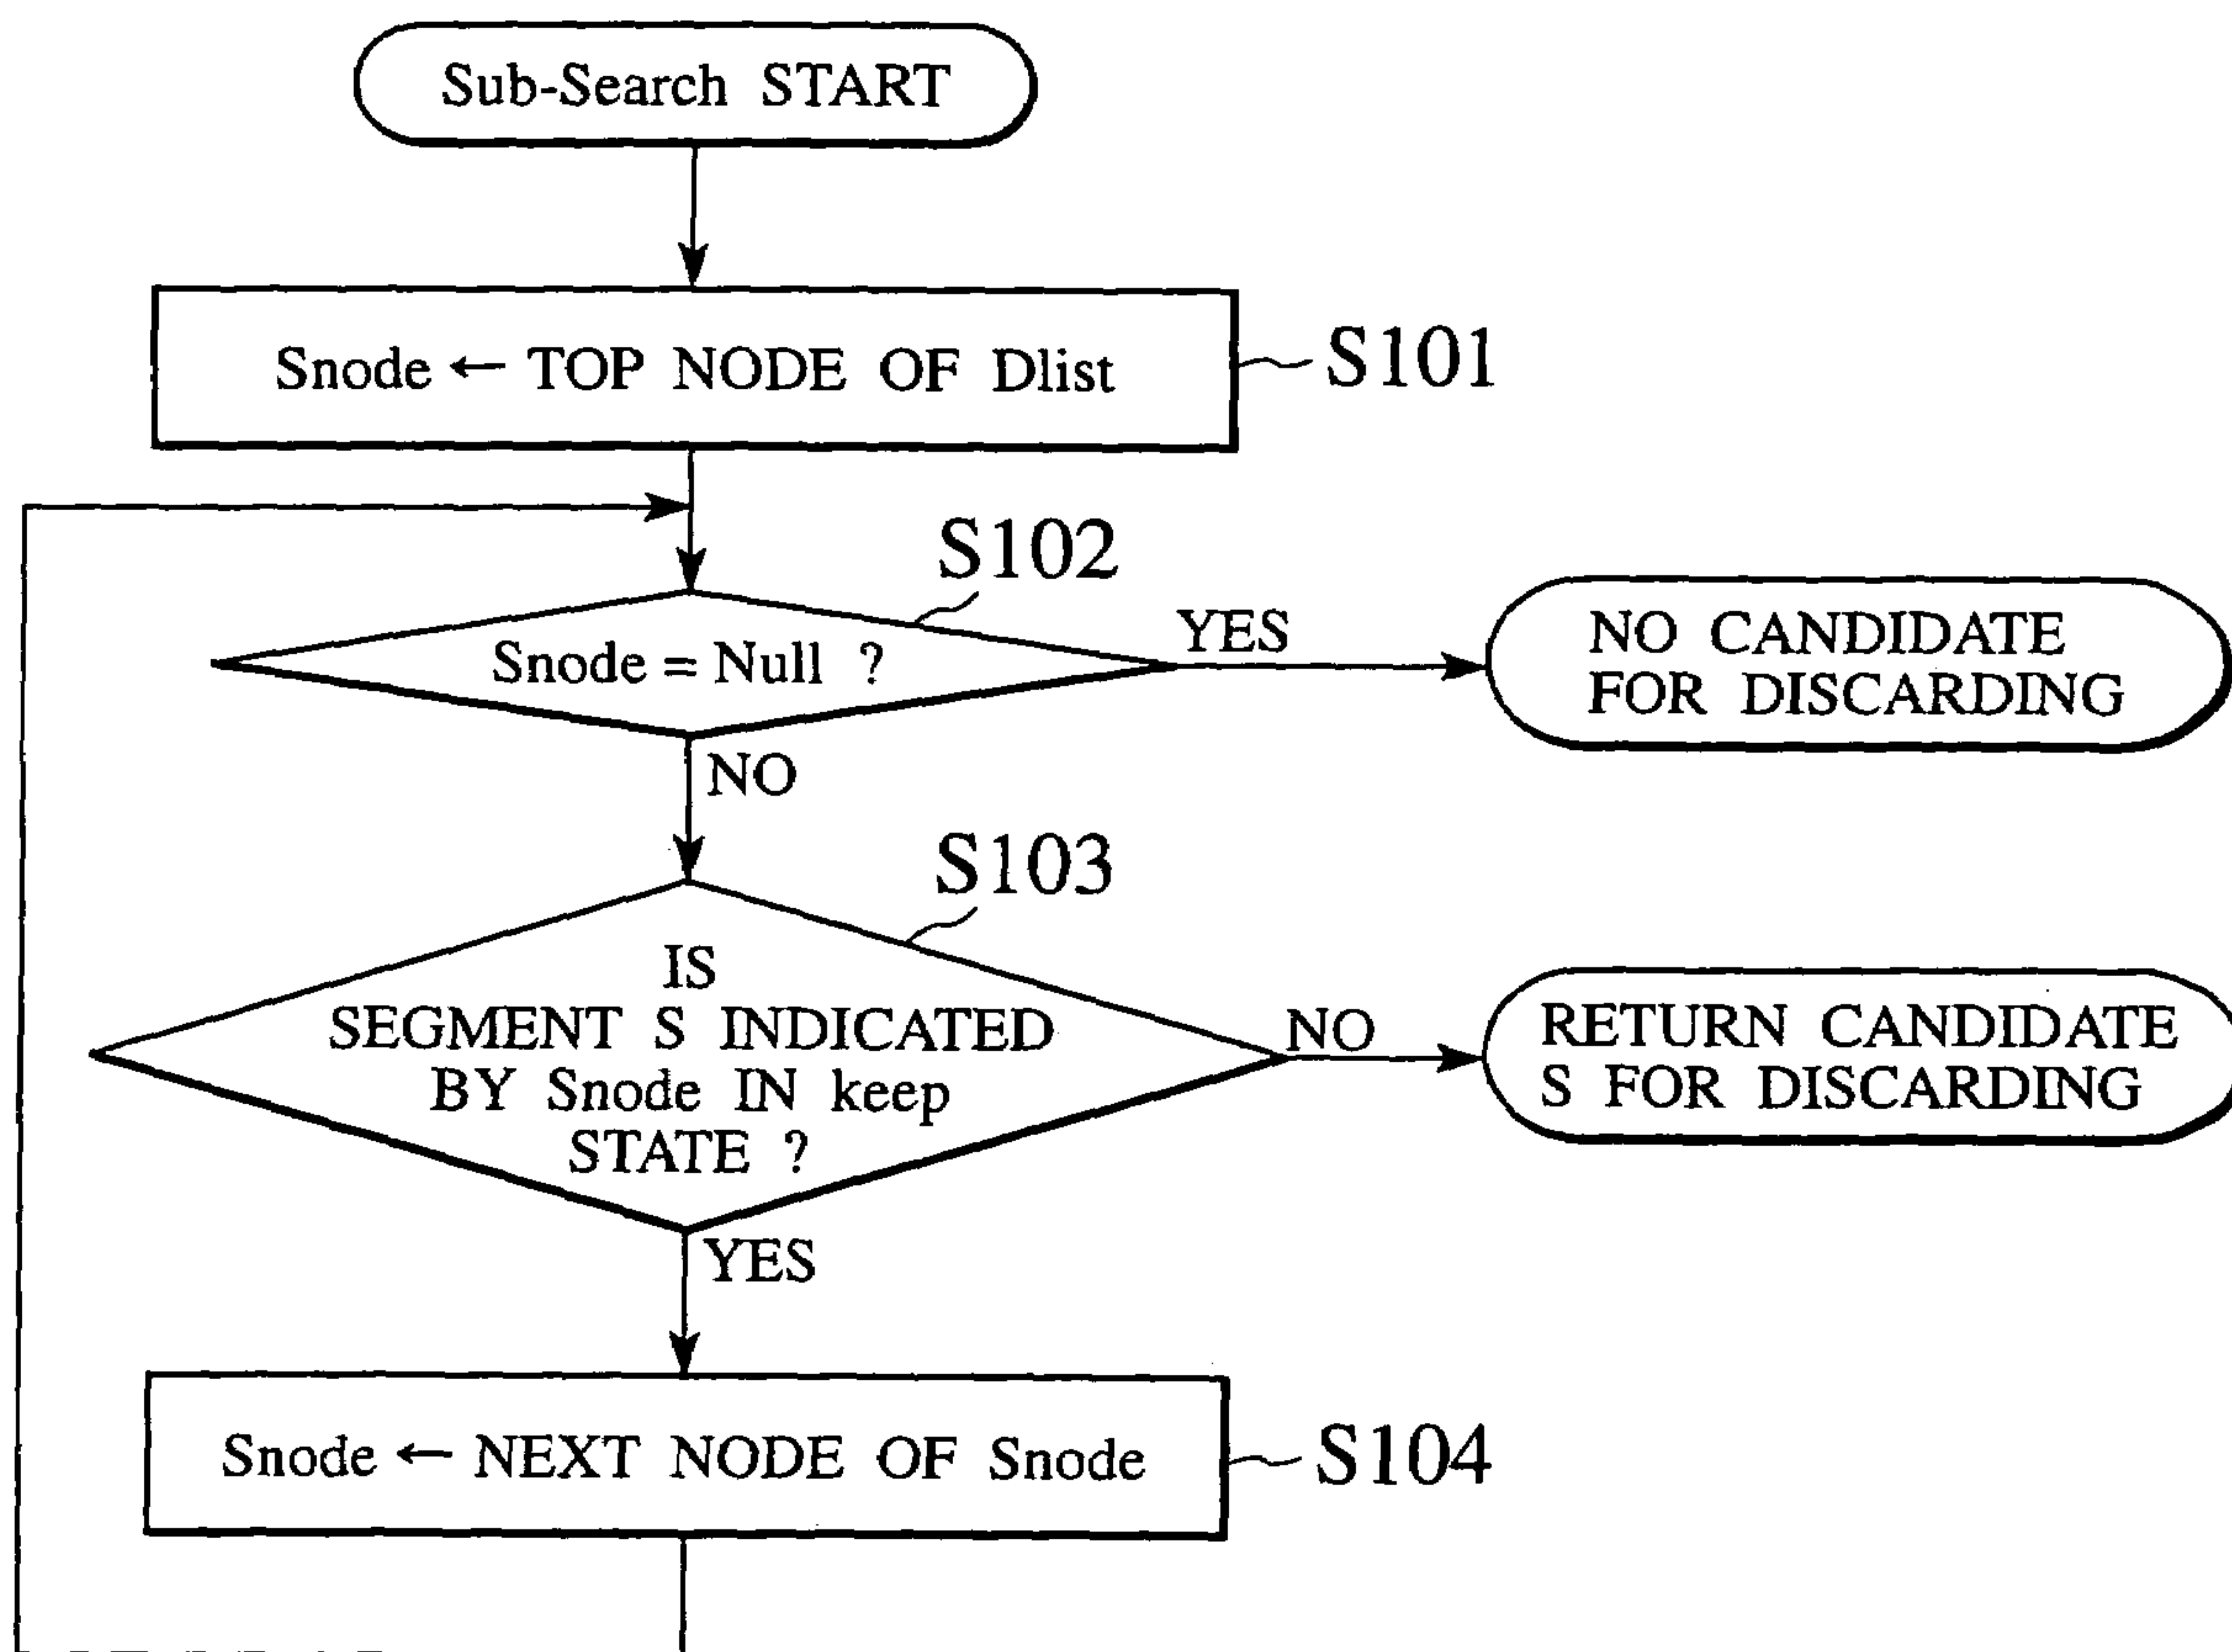 Sub-Search START
Snode ← TOP NODE OF Dlist
S101
S102
Snode = Null ?
YES
NO CANDIDATE
FOR DISCARDING
NO
S103
IS
SEGMENT S INDICATED
BY Snode IN keep
STATE ?
NO
RETURN CANDIDATE
S FOR DISCARDING
YES
Snode ← NEXT NODE OF Snode
S104